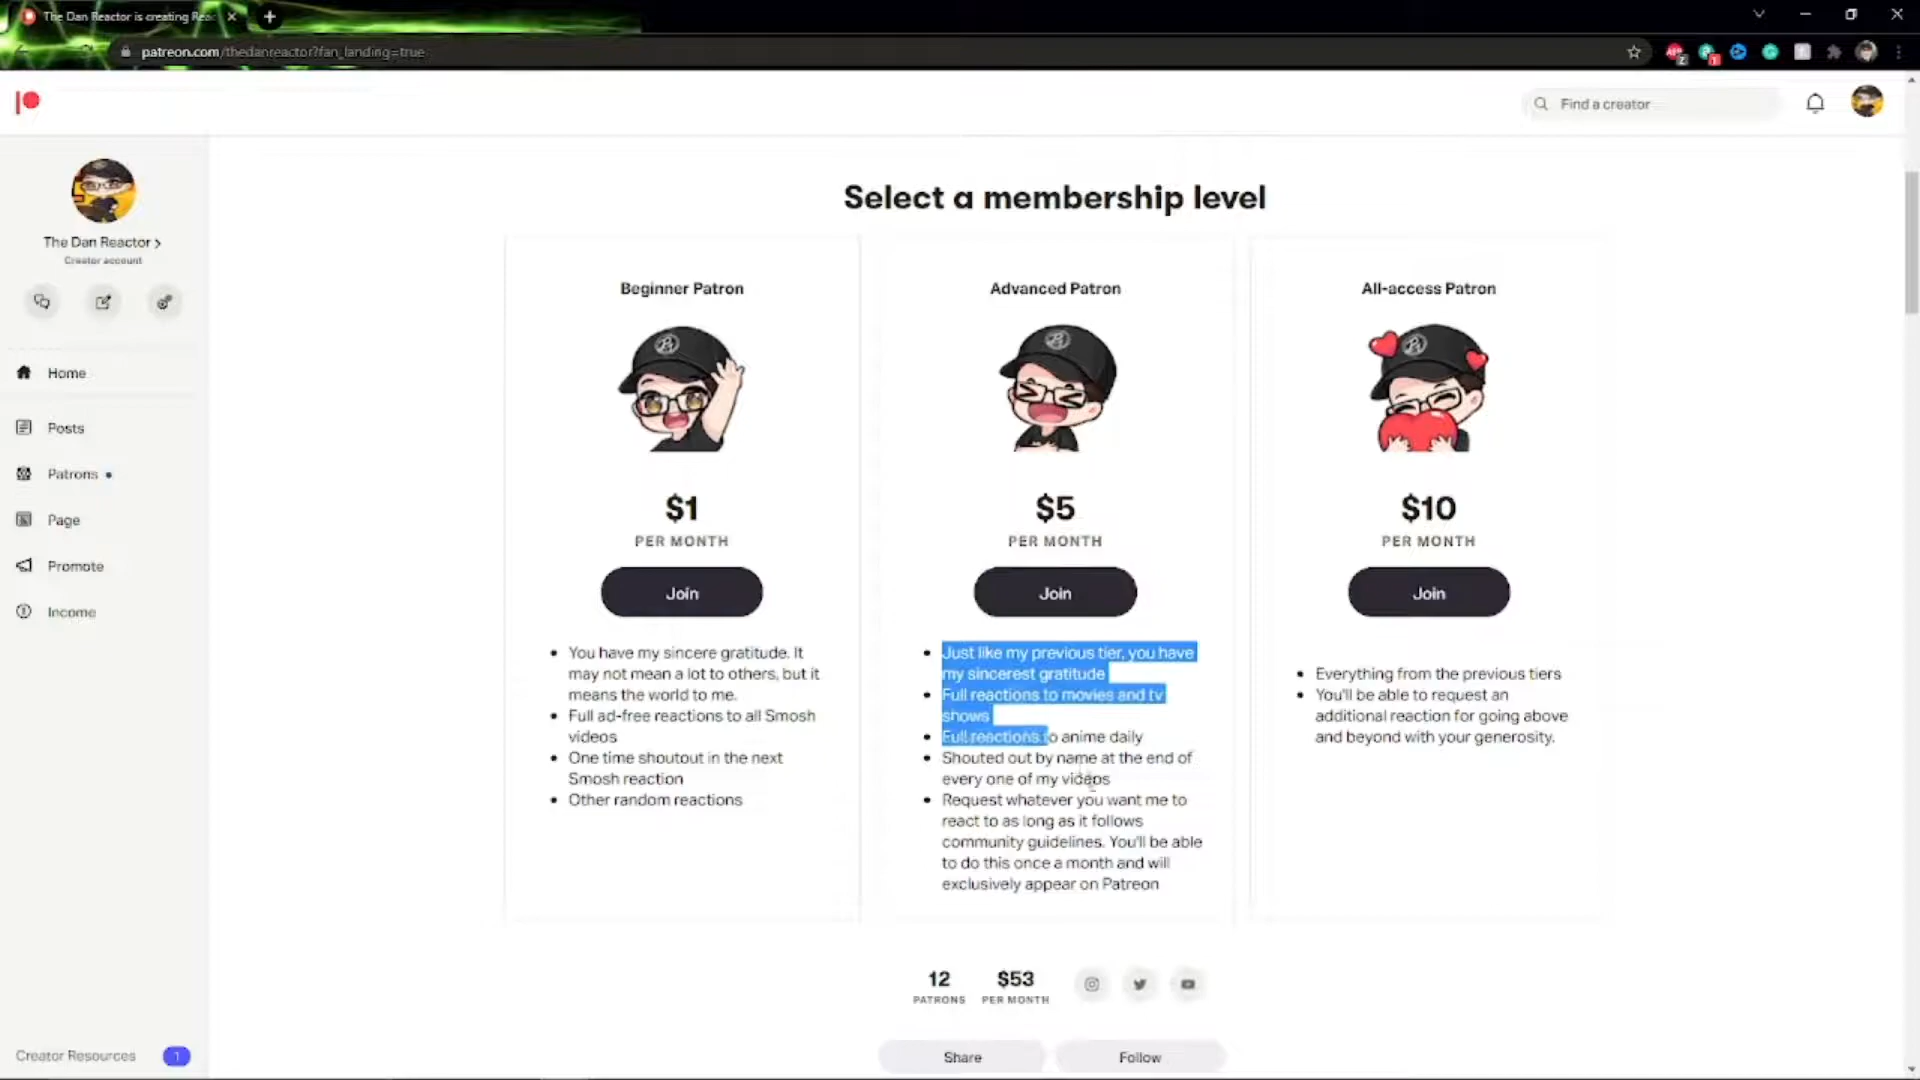 The Dan Reactor is creating Rea
patreon.com/thedanreactor?fan_landing=true
Find a creator
The Dan Reactor
Creator account
Home
Posts
Patrons
Page
Promote
Income
Creator Resources
1
Select a membership level
Beginner Patron
$1
PER MONTH
Join
You have my sincere gratitude. It
may not mean a lot to others, but it
means the world to me.
Full ad-free reactions to all Smosh
videos
One time shoutout in the next
Smosh reaction
Other random reactions
Advanced Patron
$5
PER MONTH
Join
Just like my previous tier, you have
my sincerest gratitude
Full reactions to movies and tv
shows
Full reactions to anime daily
Shouted out by name at the end of
every one of my videos
Request whatever you want me to
react to as long as it follows
community guidelines. You'll be able
to do this once a month and will
exclusively appear on Patreon
All-access Patron
$10
PER MONTH
Join
Everything from the previous tiers
You'll be able to request an
additional reaction for going above
and beyond with your generosity.
12
PATRONS
$53
PER MONTH
Share
Follow